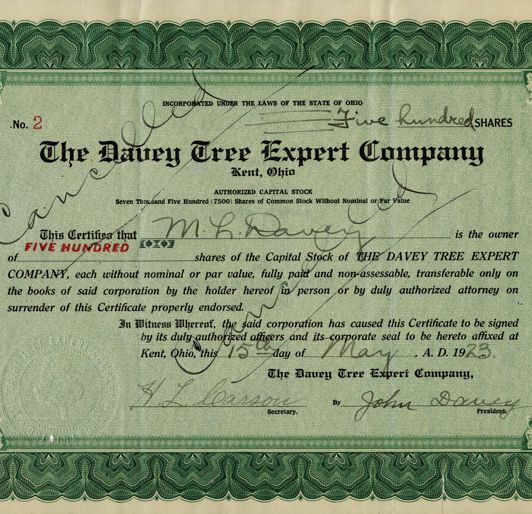 INCORPORATED UNDER THE LAWS OF THE STATE OF OHIO
No. 2 Five hundred SHARES
The Davey Tree Expert Company
Kent, Ohio
AUTHORIZED CAPITAL STOCK
Seven Thousand Five Hundred (7500) Shares of Common Stock Without Nominal or Par Value
This Certifies that M. L. Davey is the owner
of FIVE HUNDRED shares of the Capital Stock of THE DAVEY TREE EXPERT
COMPANY, each without nominal or par value, fully paid and non-assessable, transferable only on
the books of said corporation by the holder hereof in person or by duly authorized attorney on
surrender of this Certificate properly endorsed.
In Witness Whereof, the said corporation has caused this Certificate to be signed
by its duly authorized officers and its corporate seal to be hereto affixed at
Kent, Ohio, this 15th day of May, A. D. 1923.
The Davey Tree Expert Company,
H L Carson By John Davey
Secretary. President.
Cancelled
Cancelled